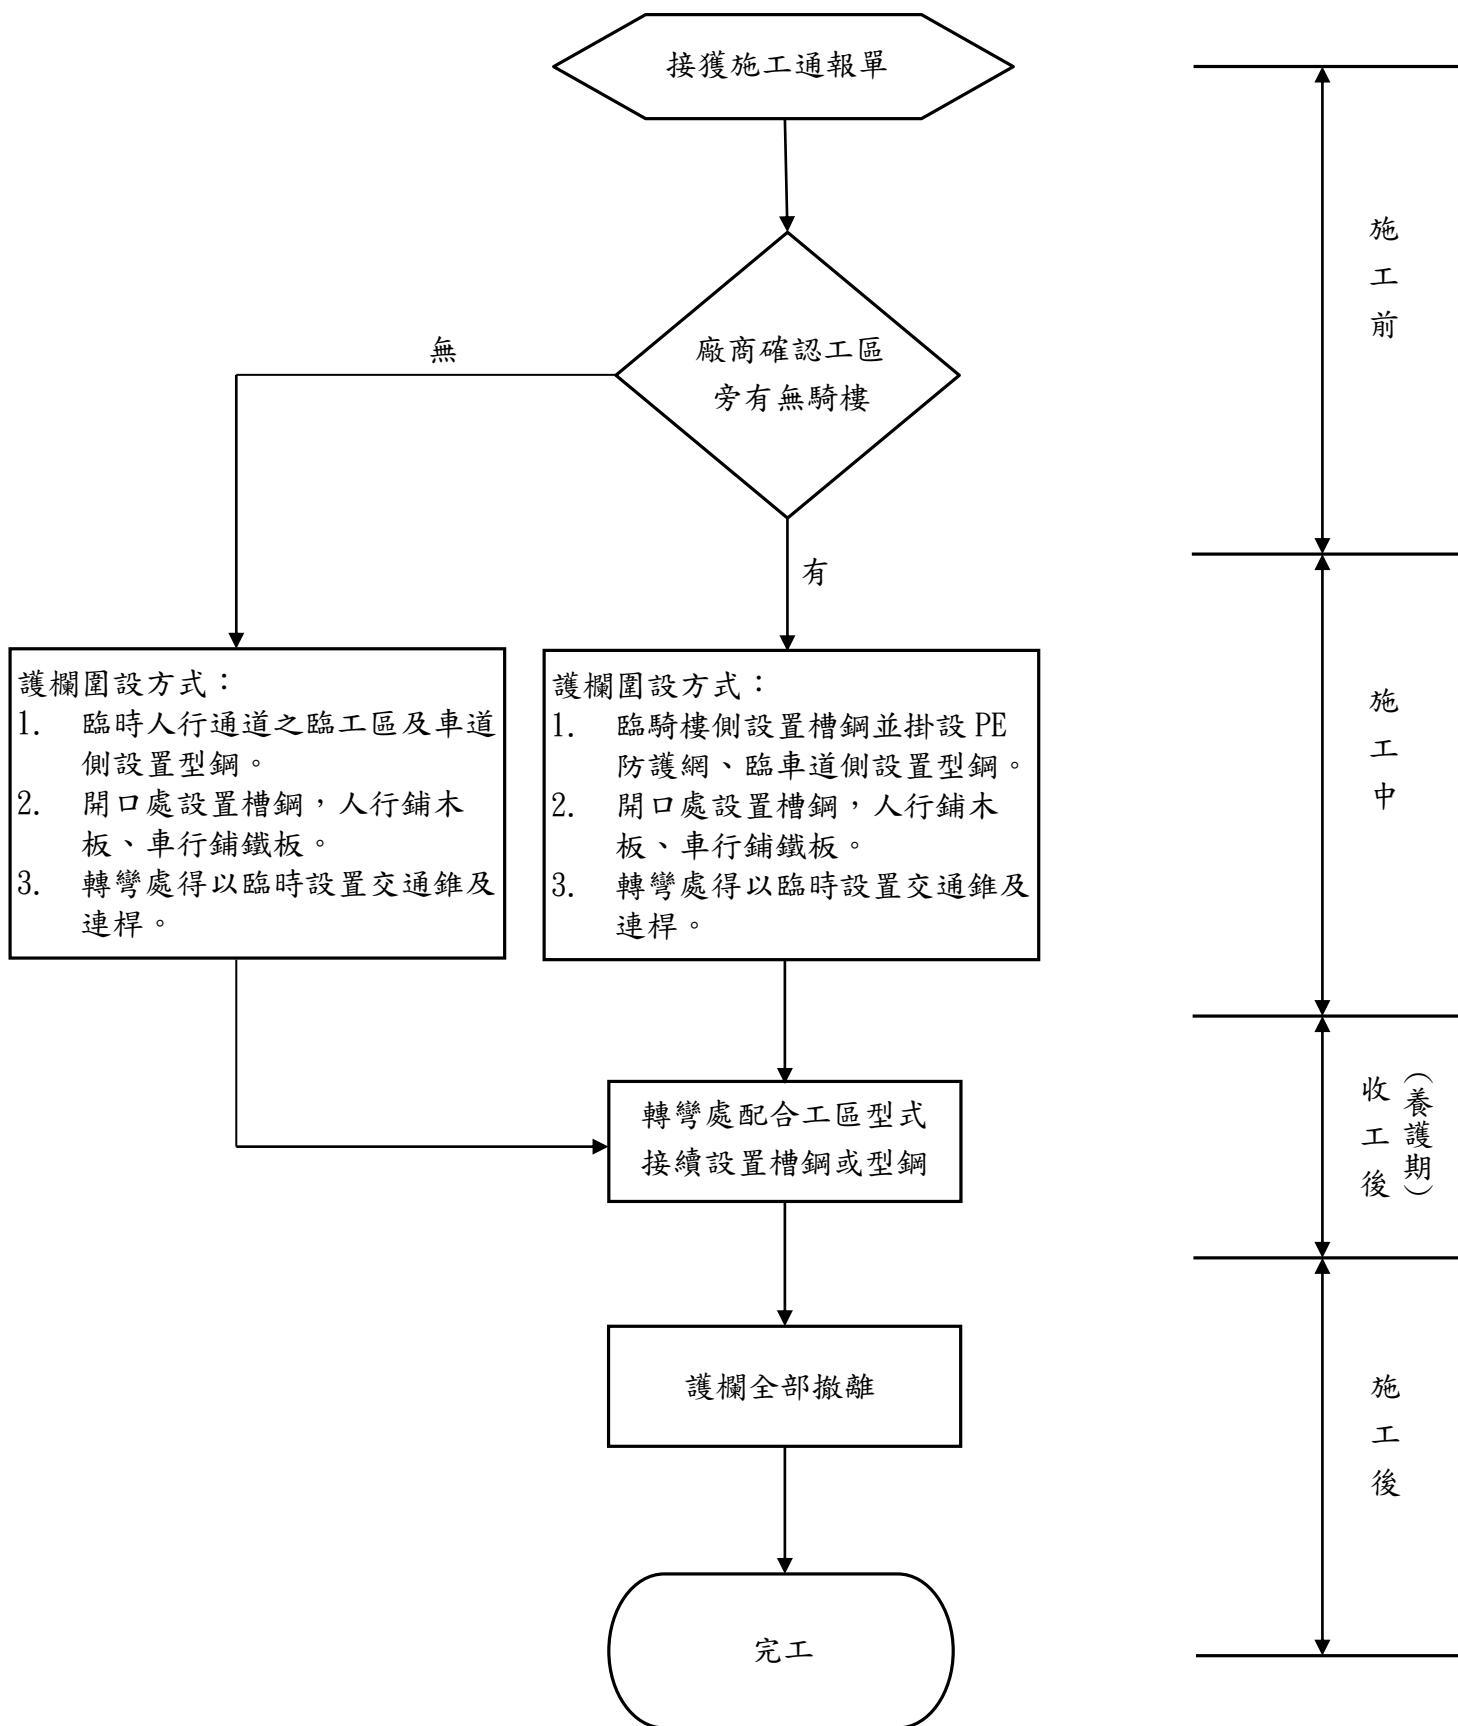 接獲施工通報單
廠商確認工區
旁有無騎樓
無
有
護欄圍設方式：
1. 臨時人行通道之臨工區及車道
側設置型鋼。
2. 開口處設置槽鋼，人行鋪木
板、車行鋪鐵板。
3. 轉彎處得以臨時設置交通錐及
連桿。
護欄圍設方式：
1. 臨騎樓側設置槽鋼並掛設 PE
防護網、臨車道側設置型鋼。
2. 開口處設置槽鋼，人行鋪木
板、車行鋪鐵板。
3. 轉彎處得以臨時設置交通錐及
連桿。
轉彎處配合工區型式
接續設置槽鋼或型鋼
護欄全部撤離
完工
施工前
施工中
收工後
（養護期）
施工後